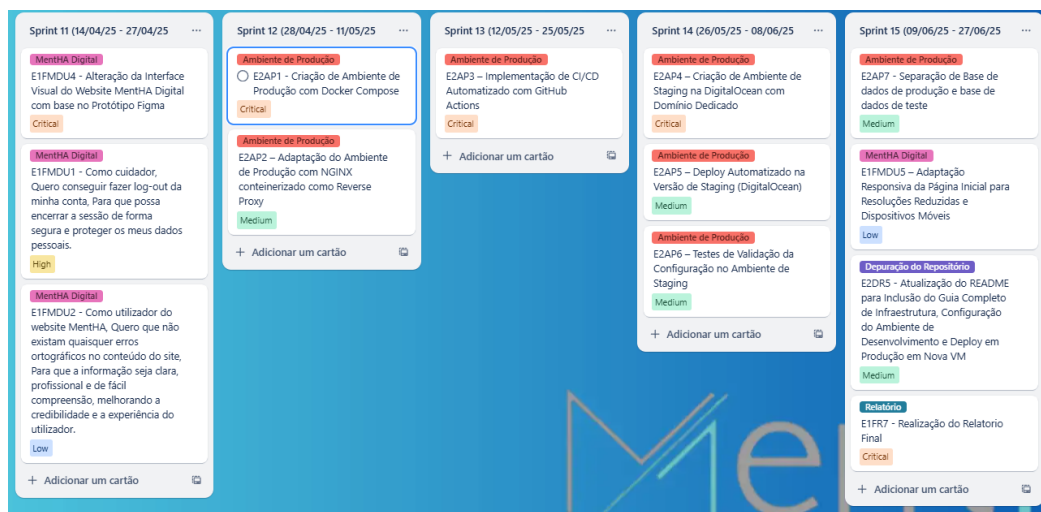 Sprint 11 (14/04/25 - 27/04/25
MentHA Digital
E1FMDU4 - Alteração da Interface
Visual do Website MentHA Digital
com base no Protótipo Figma
Critical
MentHA Digital
E1FMDU1 - Como cuidador,
Quero conseguir fazer log-out da
minha conta, Para que possa
encerrar a sessão de forma
segura e proteger os meus dados
pessoais.
High
MentHA Digital
E1FMDU2 - Como utilizador do
website MentHA, Quero que não
existam quaisquer erros
ortográficos no conteúdo do site,
Para que a informação seja clara,
profissional e de fácil
compreensão, melhorando a
credibilidade e a experiência do
utilizador.
Low
+ Adicionar um cartão
Sprint 12 (28/04/25 - 11/05/25
Ambiente de Produção
E2AP1 - Criação de Ambiente de
Produção com Docker Compose
Critical
Ambiente de Produção
E2AP2 – Adaptação do Ambiente
de Produção com NGINX
conteinerizado como Reverse
Proxy
Medium
+ Adicionar um cartão
Sprint 13 (12/05/25 - 25/05/25
Ambiente de Produção
E2AP3 – Implementação de CI/CD
Automatizado com GitHub
Actions
Critical
+ Adicionar um cartão
Sprint 14 (26/05/25 - 08/06/25
Ambiente de Produção
E2AP4 – Criação de Ambiente de
Staging na DigitalOcean com
Domínio Dedicado
Critical
Ambiente de Produção
E2AP5 – Deploy Automatizado na
Versão de Staging (DigitalOcean)
Medium
Ambiente de Produção
E2AP6 – Testes de Validação da
Configuração no Ambiente de
Staging
Medium
+ Adicionar um cartão
Sprint 15 (09/06/25 - 27/06/25
Ambiente de Produção
E2AP7 - Separação de Base de
dados de produção e base de
dados de teste
Medium
MentHA Digital
E1FMDU5 – Adaptação
Responsiva da Página Inicial para
Resoluções Reduzidas e
Dispositivos Móveis
Low
Depuração do Repositório
E2DR5 - Atualização do README
para Inclusão do Guia Completo
de Infraestrutura, Configuração
do Ambiente de
Desenvolvimento e Deploy em
Produção em Nova VM
Medium
Relatório
E1FR7 - Realização do Relatorio
Final
Critical
+ Adicionar um cartão